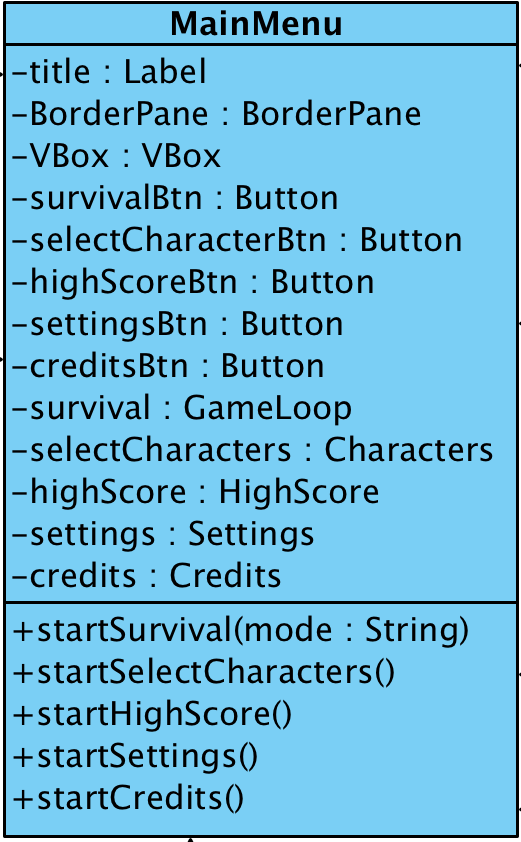 MainMenu
-title : Label
-BorderPane : BorderPane
-VBox : VBox
-survivalBtn : Button
-selectCharacterBtn : Button
-highScoreBtn : Button
-settingsBtn : Button
-creditsBtn : Button
-survival : GameLoop
-selectCharacters : Characters
-highScore : HighScore
-settings : Settings
-credits : Credits
+startSurvival(mode : String)
+startSelectCharacters()
+startHighScore()
+startSettings()
+startCredits()